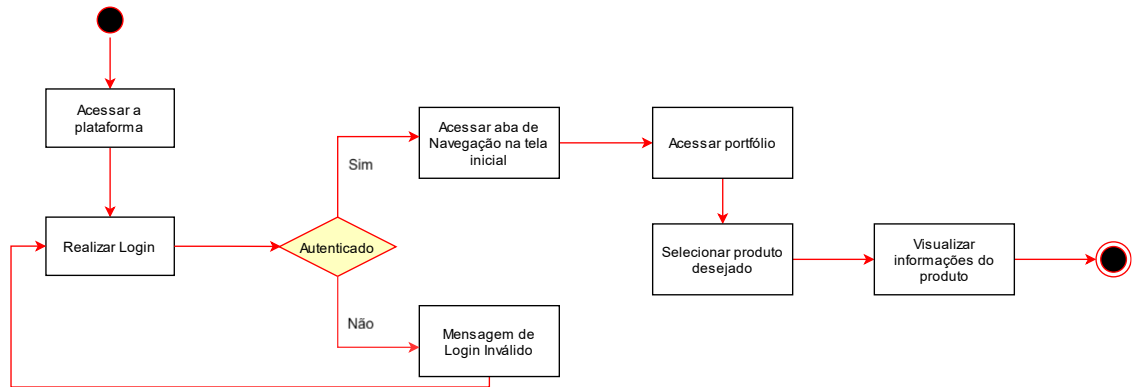 Acessar a
plataforma
Realizar Login
Autenticado
Sim
Acessar aba de
Navegação na tela
inicial
Acessar portfólio
Selecionar produto
desejado
Visualizar
informações do
produto
Não
Mensagem de
Login Inválido